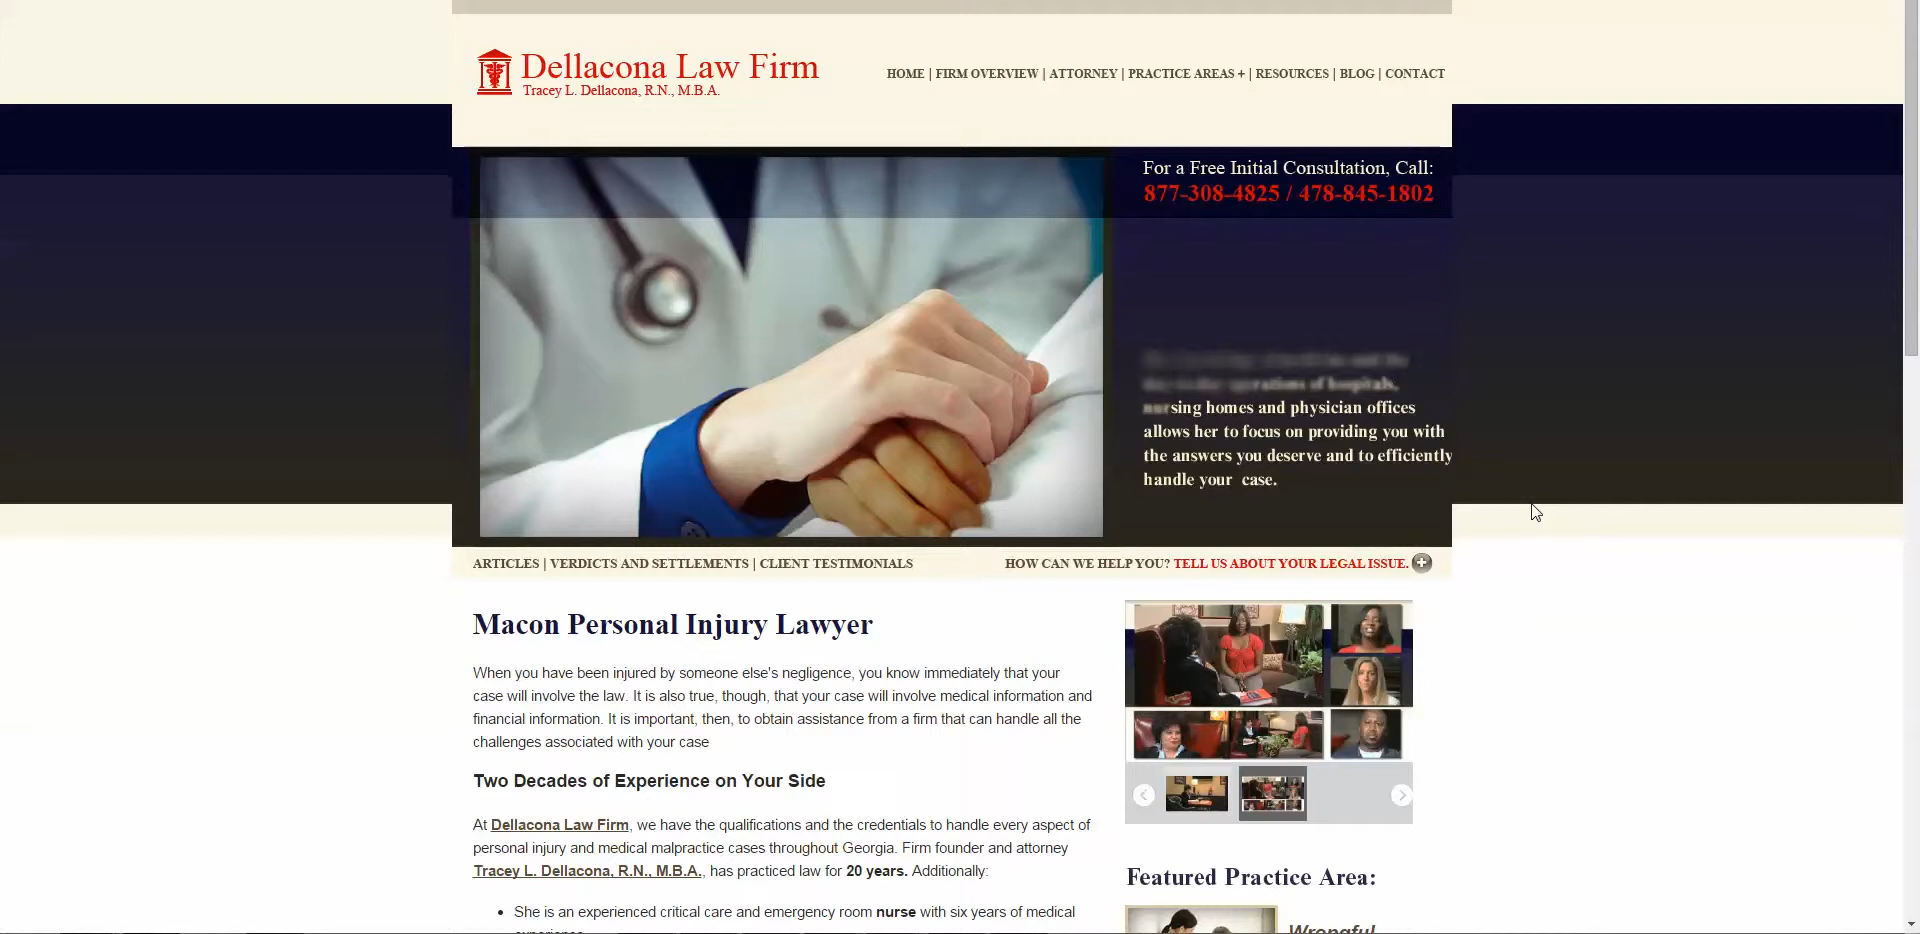 Dellacona Law Firm
Tracey L. Dellacona, R.N., M.B.A.
HOME | FIRM OVERVIEW | ATTORNEY | PRACTICE AREAS + | RESOURCES | BLOG | CONTACT
For a Free Initial Consultation, Call:
877-308-4825 / 478-845-1802
operations of hospitals,
nursing homes and physician offices
allows her to focus on providing you with
the answers you deserve and to efficiently
handle your case.
ARTICLES | VERDICTS AND SETTLEMENTS | CLIENT TESTIMONIALS
HOW CAN WE HELP YOU? TELL US ABOUT YOUR LEGAL ISSUE.
Macon Personal Injury Lawyer
When you have been injured by someone else's negligence, you know immediately that your
case will involve the law. It is also true, though, that your case will involve medical information and
financial information. It is important, then, to obtain assistance from a firm that can handle all the
challenges associated with your case
Two Decades of Experience on Your Side
At Dellacona Law Firm, we have the qualifications and the credentials to handle every aspect of
personal injury and medical malpractice cases throughout Georgia. Firm founder and attorney
Tracey L. Dellacona, R.N., M.B.A., has practiced law for 20 years. Additionally:
• She is an experienced critical care and emergency room nurse with six years of medical
Featured Practice Area:
Wrongful